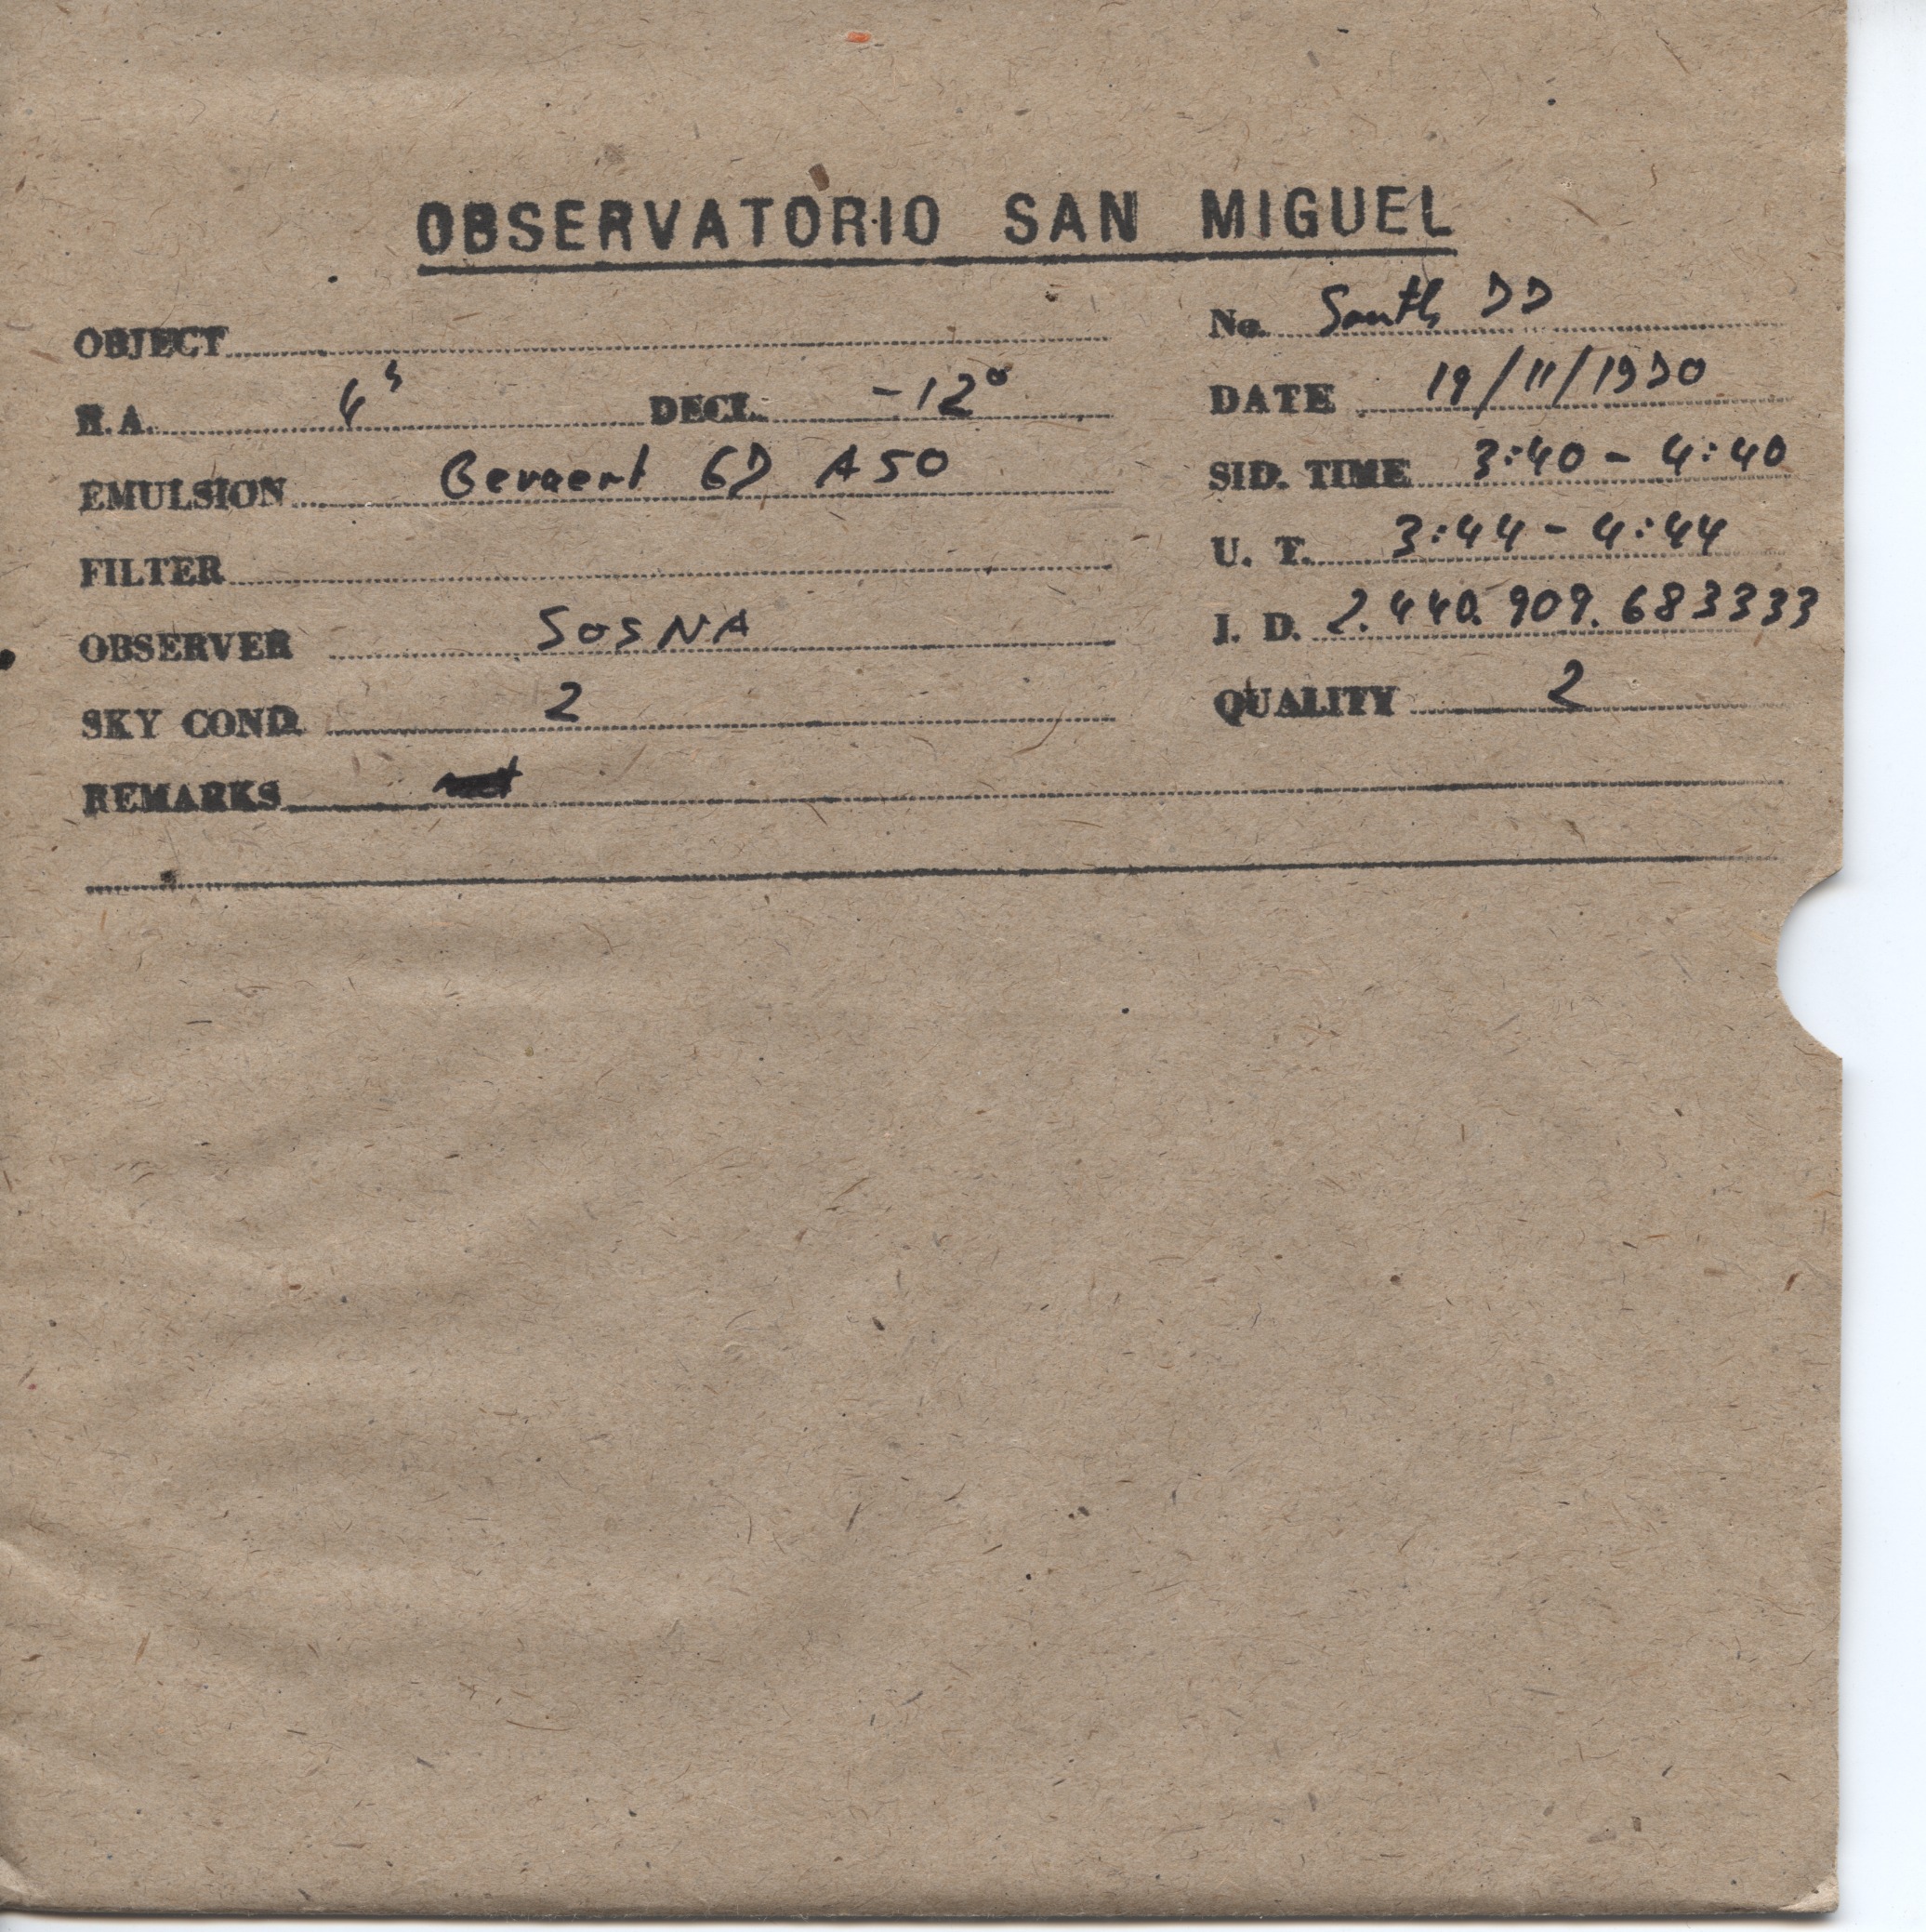 OBSERVATORIO SAN MIGUEL
OBJECT No. South 77
R.A. 4h DECL. -12° DATE 19/11/1970
EMULSION Gevaert 67 A50 SID. TIME 3:40 - 4:40
FILTER U. T. 3:44 - 4:44
OBSERVER SOSNA J. D. 2.440.909.683333
SKY COND. 2 QUALITY 2
REMARKS